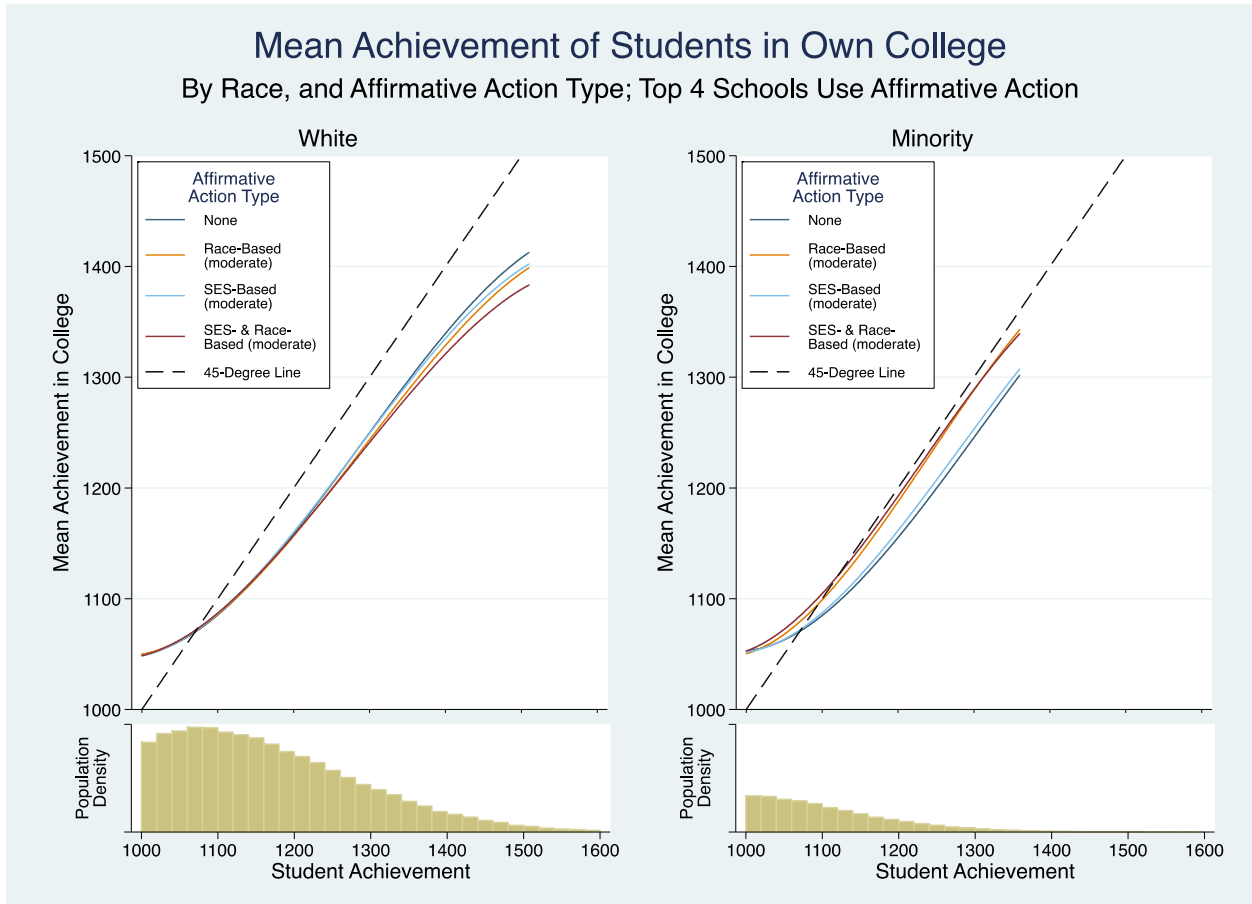 Mean Achievement of Students in Own College
By Race, and Affirmative Action Type; Top 4 Schools Use Affirmative Action
White
Mean Achievement in College
1500
1400
1300
1200
1100
1000
Affirmative
Action Type
None
Race-Based
(moderate)
SES-Based
(moderate)
SES- & Race-
Based (moderate)
45-Degree Line
Population
Density
1000 1100 1200 1300 1400 1500 1600
Student Achievement
Minority
Mean Achievement in College
1500
1400
1300
1200
1100
1000
Affirmative
Action Type
None
Race-Based
(moderate)
SES-Based
(moderate)
SES- & Race-
Based (moderate)
45-Degree Line
Population
Density
1000 1100 1200 1300 1400 1500 1600
Student Achievement